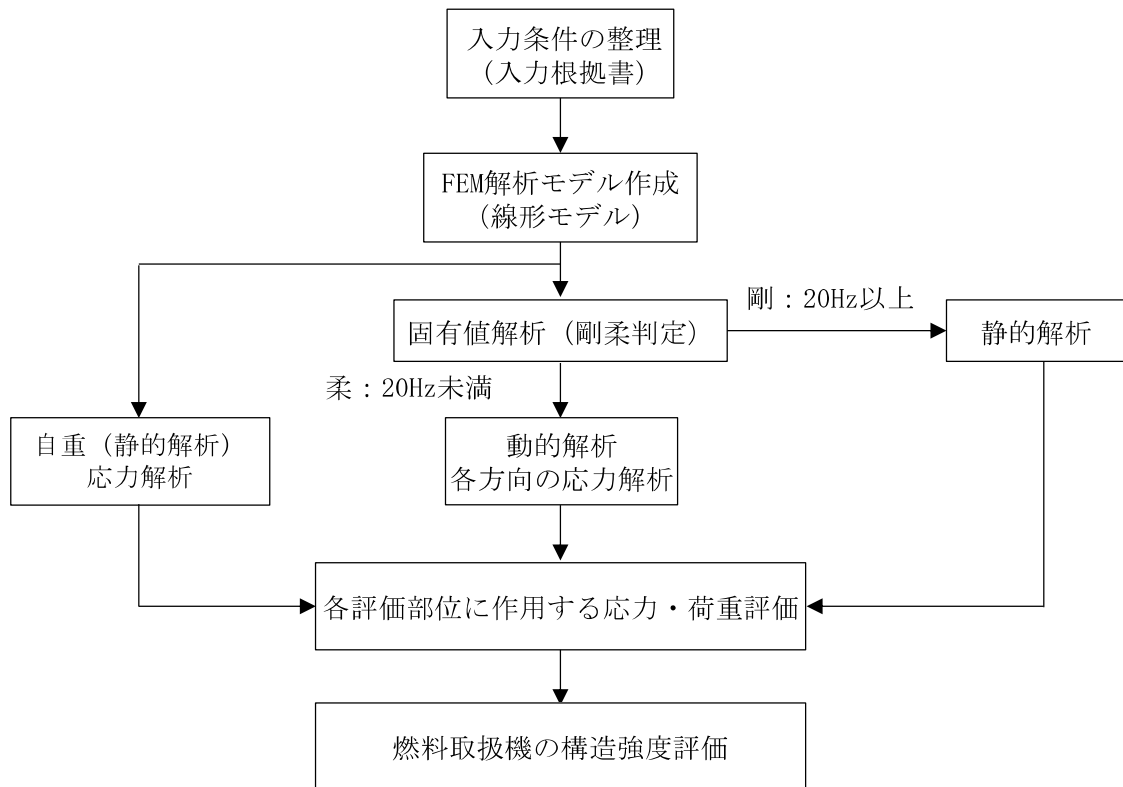 入力条件の整理
（入力根拠書）
FEM解析モデル作成
（線形モデル）
固有値解析（剛柔判定）
剛：20Hz以上
静的解析
柔：20Hz未満
自重（静的解析）
応力解析
動的解析
各方向の応力解析
各評価部位に作用する応力・荷重評価
燃料取扱機の構造強度評価